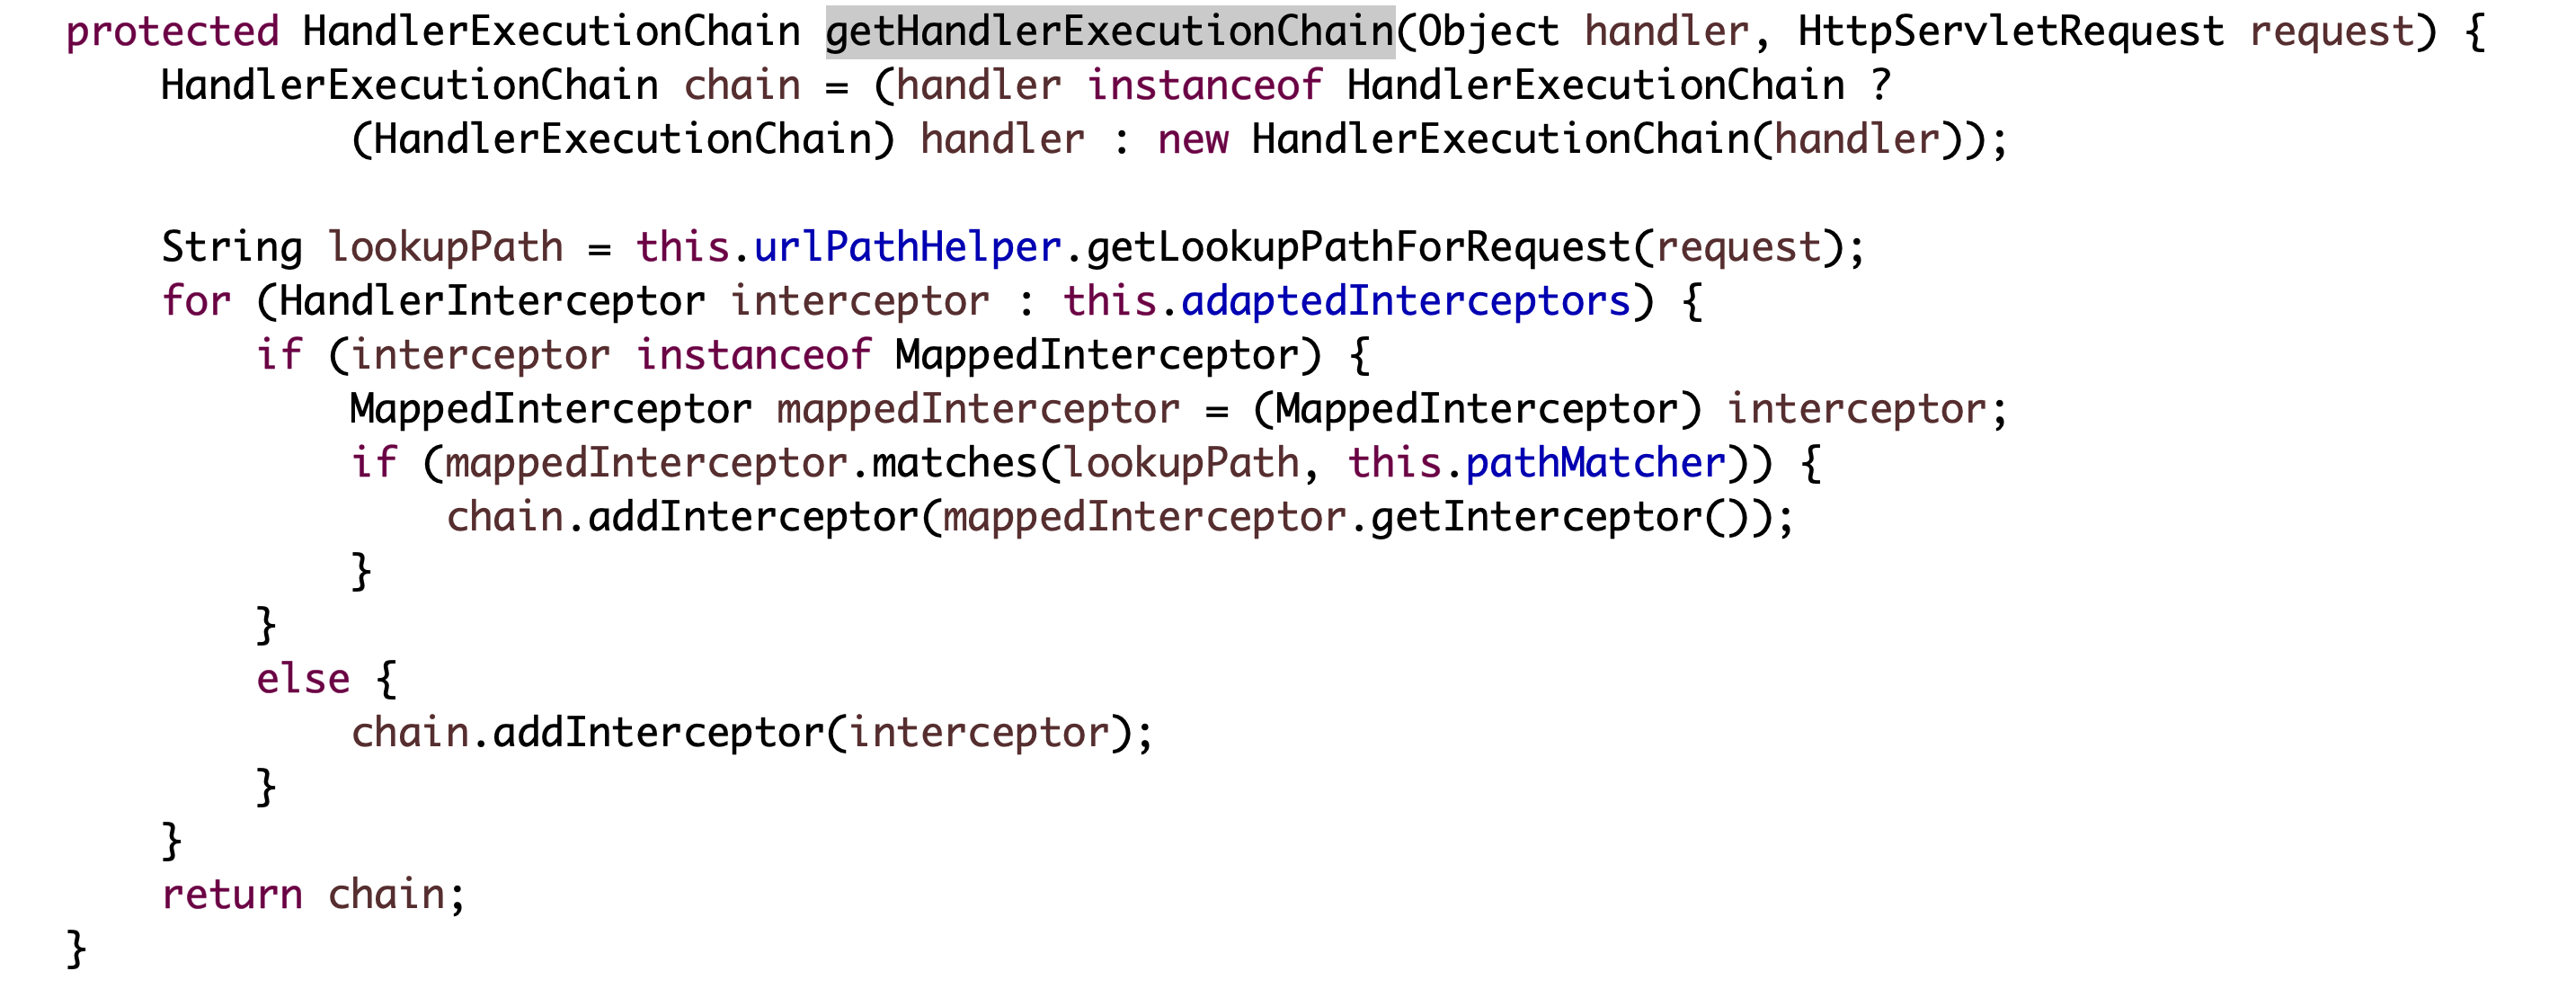 protected HandlerExecutionChain getHandlerExecutionChain(Object handler, HttpServletRequest request) {
    HandlerExecutionChain chain = (handler instanceof HandlerExecutionChain ?
            (HandlerExecutionChain) handler : new HandlerExecutionChain(handler));

    String lookupPath = this.urlPathHelper.getLookupPathForRequest(request);
    for (HandlerInterceptor interceptor : this.adaptedInterceptors) {
        if (interceptor instanceof MappedInterceptor) {
            MappedInterceptor mappedInterceptor = (MappedInterceptor) interceptor;
            if (mappedInterceptor.matches(lookupPath, this.pathMatcher)) {
                chain.addInterceptor(mappedInterceptor.getInterceptor());
            }
        }
        else {
            chain.addInterceptor(interceptor);
        }
    }
    return chain;
}